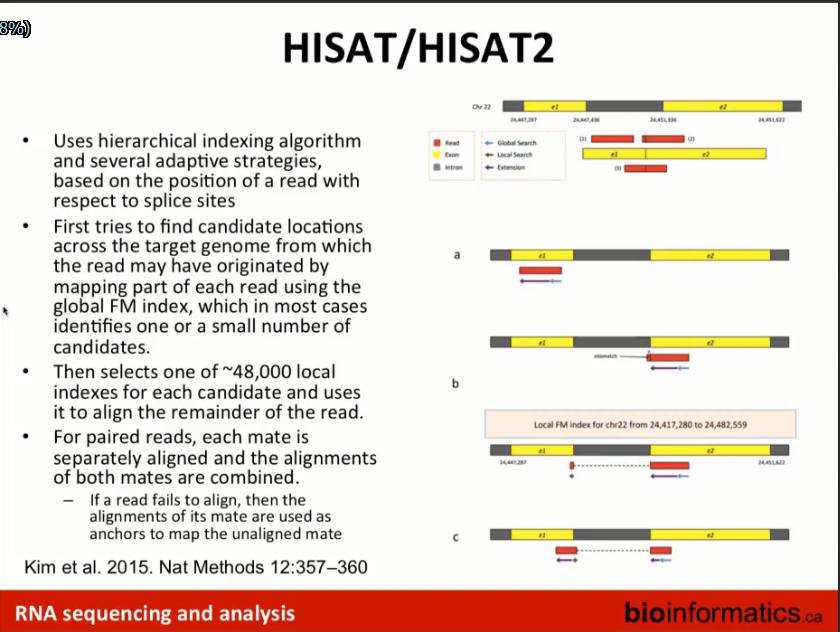 8%)
HISAT/HISAT2
• Uses hierarchical indexing algorithm
and several adaptive strategies,
based on the position of a read with
respect to splice sites
• First tries to find candidate locations
across the target genome from which
the read may have originated by
mapping part of each read using the
global FM index, which in most cases
identifies one or a small number of
candidates.
• Then selects one of ~48,000 local
indexes for each candidate and uses
it to align the remainder of the read.
• For paired reads, each mate is
separately aligned and the alignments
of both mates are combined.
– If a read fails to align, then the
alignments of its mate are used as
anchors to map the unaligned mate
Kim et al. 2015. Nat Methods 12:357–360
Chr 22 e1 e2
24,447,287 24,447,436 24,451,336 24,451,622
Read Global Search
Exon Local Search
Intron Extension
(1) (2)
e1 e2
(3)
a e1 e2
e1 e2
mismatch
b
Local FM index for chr22 from 24,417,280 to 24,482,559
e1 e2
24,447,287 24,451,622
c e1 e2
RNA sequencing and analysis
bioinformatics.ca